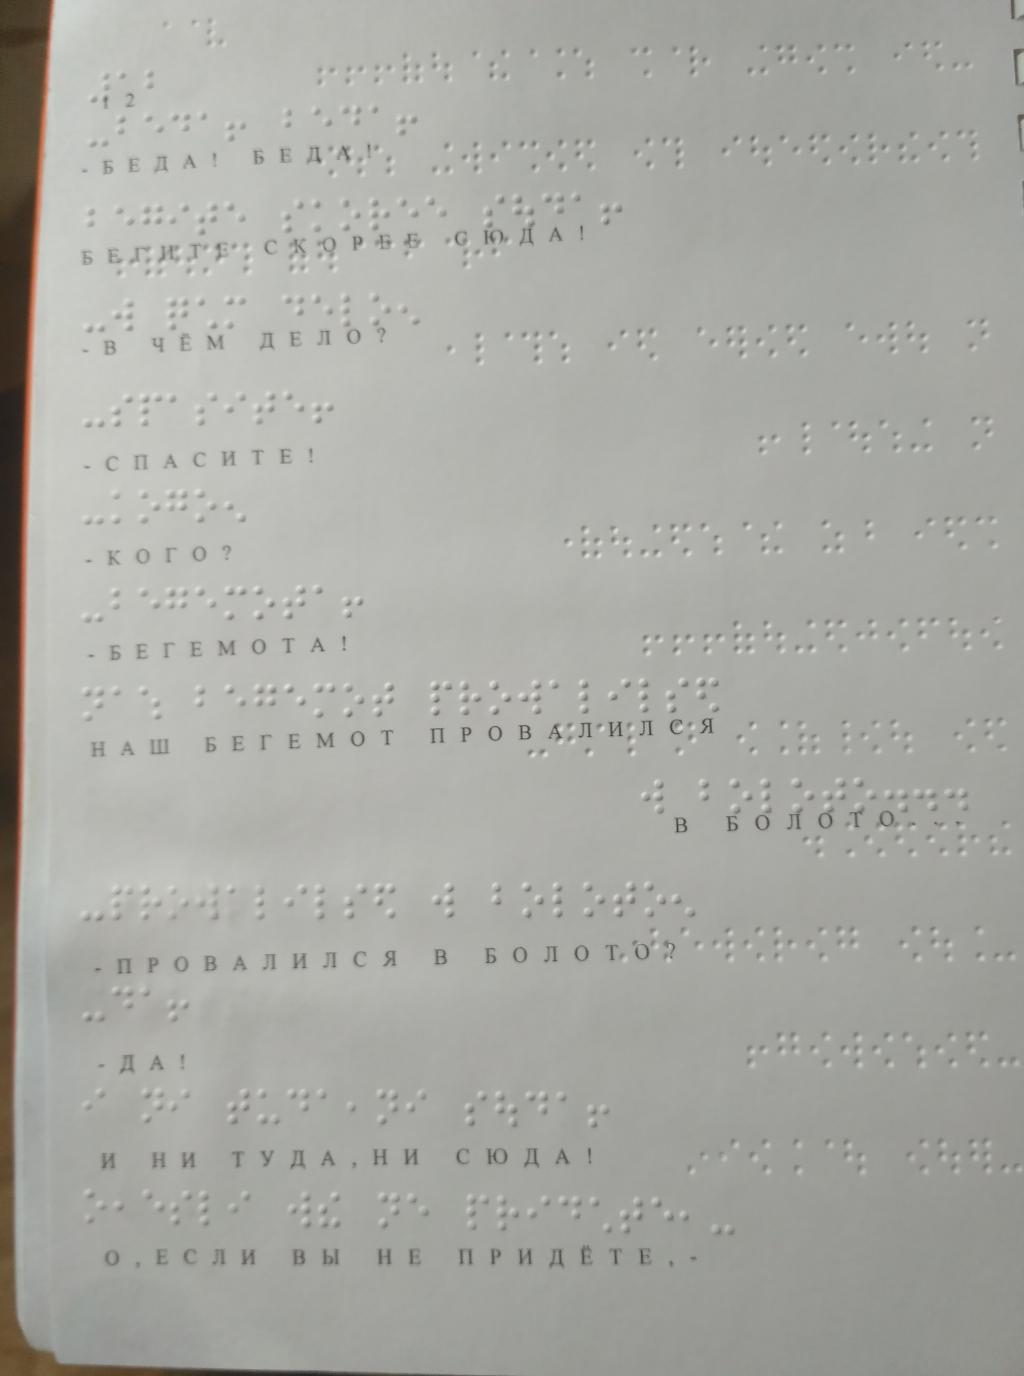 12
-БЕДА! БЕДА!
БЕГИТЕ СКОРЕЕ СЮДА!
-В ЧЁМ ДЕЛО?
-СПАСИТЕ!
-КОГО?
-БЕГЕМОТА!
НАШ БЕГЕМОТ ПРОВАЛИЛСЯ
В БОЛОТО...
-ПРОВАЛИЛСЯ В БОЛОТО?
-ДА!
И НИ ТУДА,НИ СЮДА!
О,ЕСЛИ ВЫ НЕ ПРИДЁТЕ,-